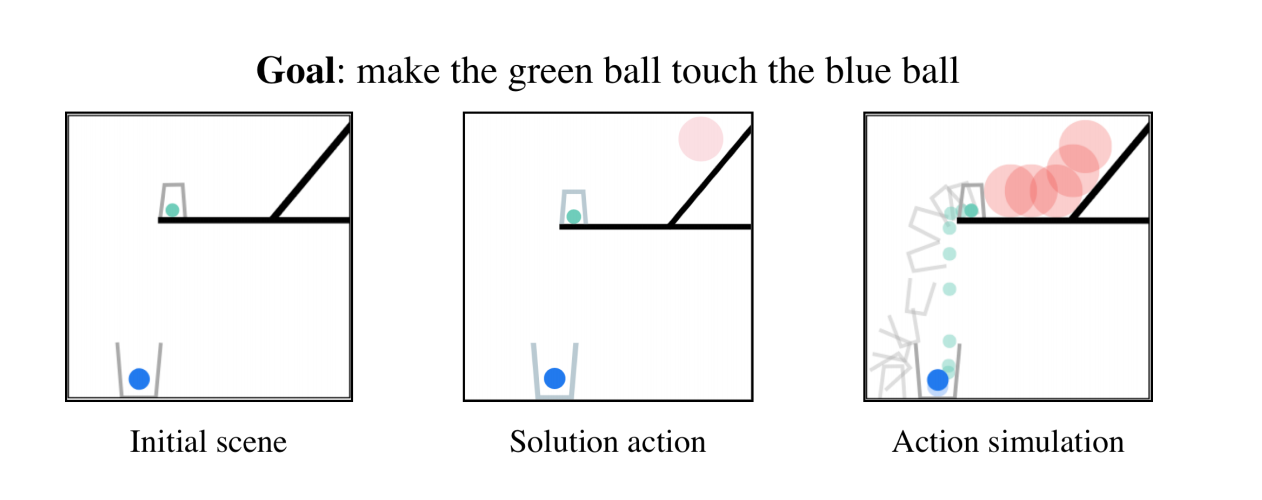 Goal: make the green ball touch the blue ball
Initial scene
Solution action
Action simulation